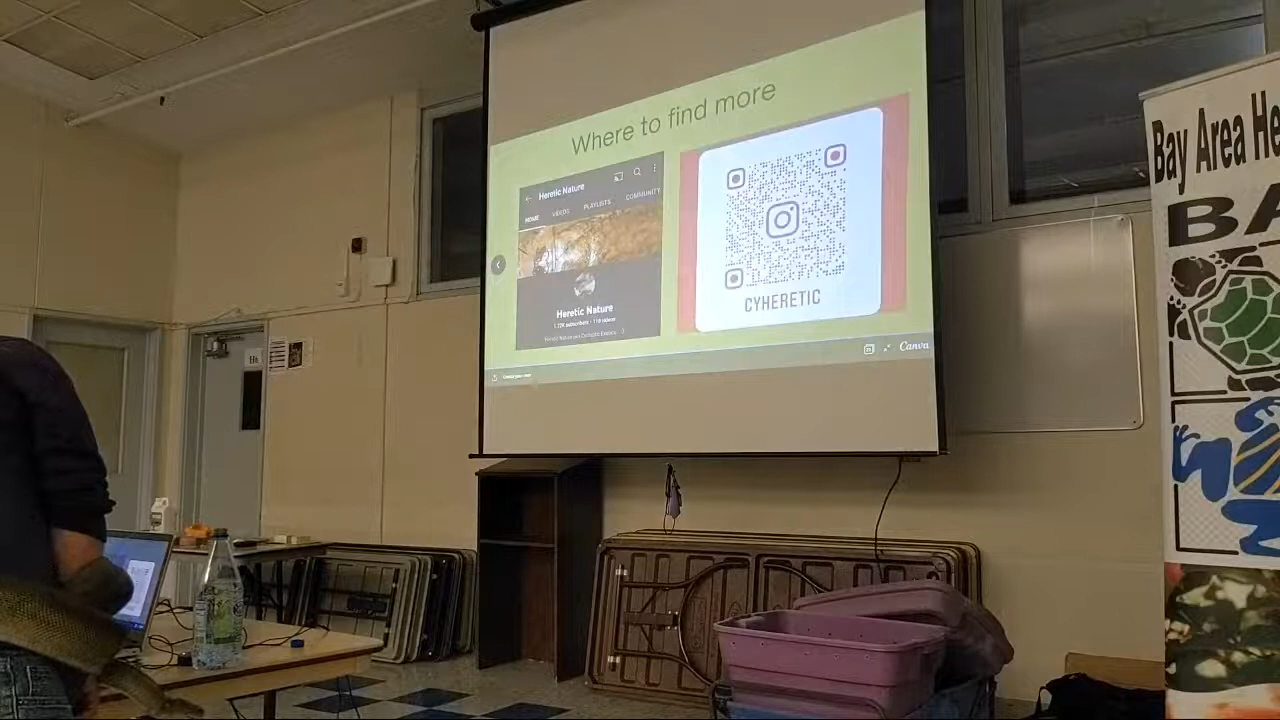 Where to find more
Heretic Nature
HOME VIDEOS PLAYLISTS COMMUNITY
Heretic Nature
CYHERETIC
Canva
Bay Area He
BA